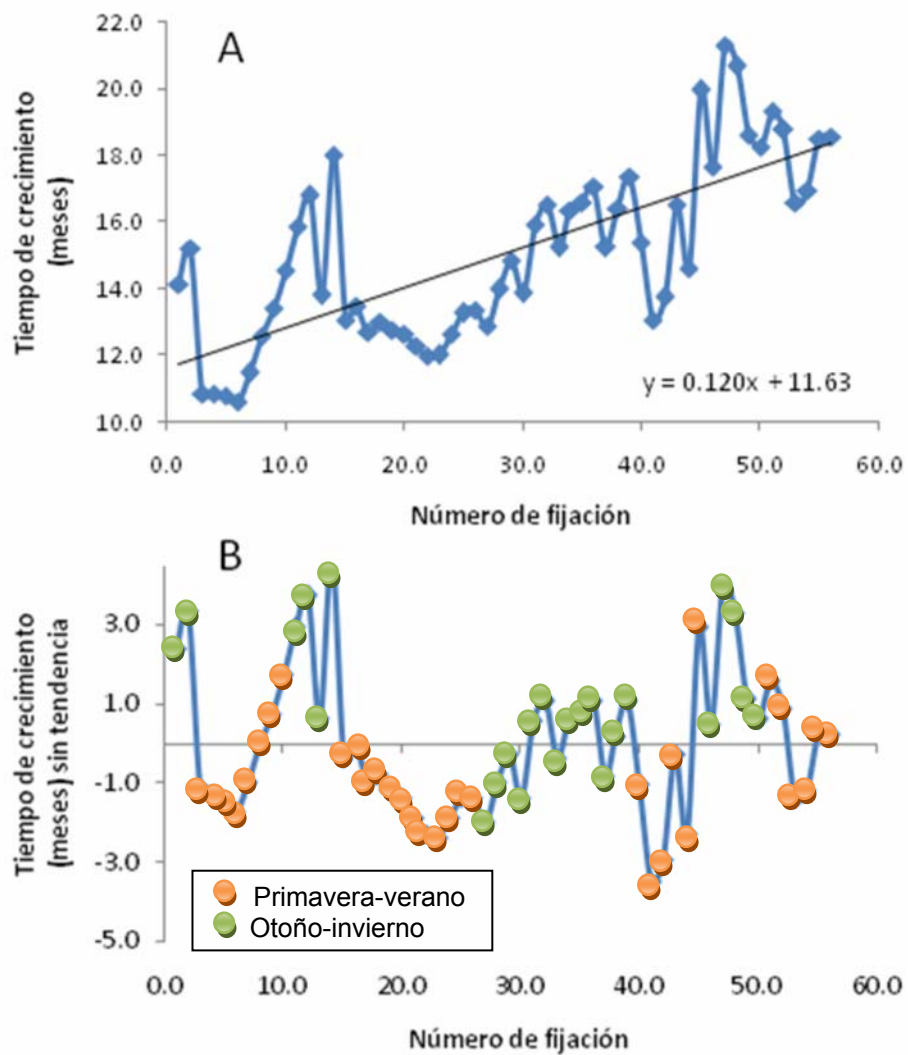 A
Tiempo de crecimiento
(meses)
22.0
20.0
18.0
16.0
14.0
12.0
10.0
y = 0.120x + 11.63
0.0 10.0 20.0 30.0 40.0 50.0 60.0
Número de fijación
B
Tiempo de crecimiento
(meses) sin tendencia
3.0
1.0
-1.0
-3.0
-5.0
Primavera-verano
Otoño-invierno
0.0 10.0 20.0 30.0 40.0 50.0 60.0
Número de fijación